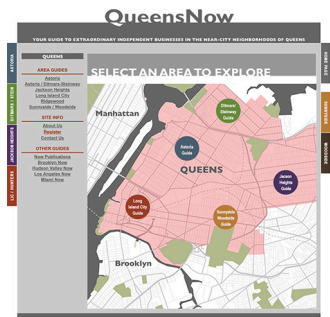 QueensNow
YOUR GUIDE TO EXTRAORDINARY INDEPENDENT BUSINESSES IN THE NEAR-CITY NEIGHBORHOODS OF QUEENS
ASTORIA
DITMARS / STEIN
JACKSON HEIGHTS
LIC / HUNTERS
QUEENS
AREA GUIDES
Astoria
Astoria / Ditmars-Steinway
Jackson Heights
Long Island City
Ridgewood
Sunnyside / Woodside
SITE INFO
About Us
Register
Contact Us
OTHER GUIDES
New Publications
Brooklyn Now
Hudson Valley Now
Los Angeles Now
Miami Now
SELECT AN AREA TO EXPLORE
Manhattan
Ditmars/
Steinway
Guide
Astoria
Guide
QUEENS
Jackson
Heights
Guide
Long
Island City
Guide
Sunnyside
Woodside
Guide
Brooklyn
HOME PAGE
SUNNYSIDE
WOODSIDE